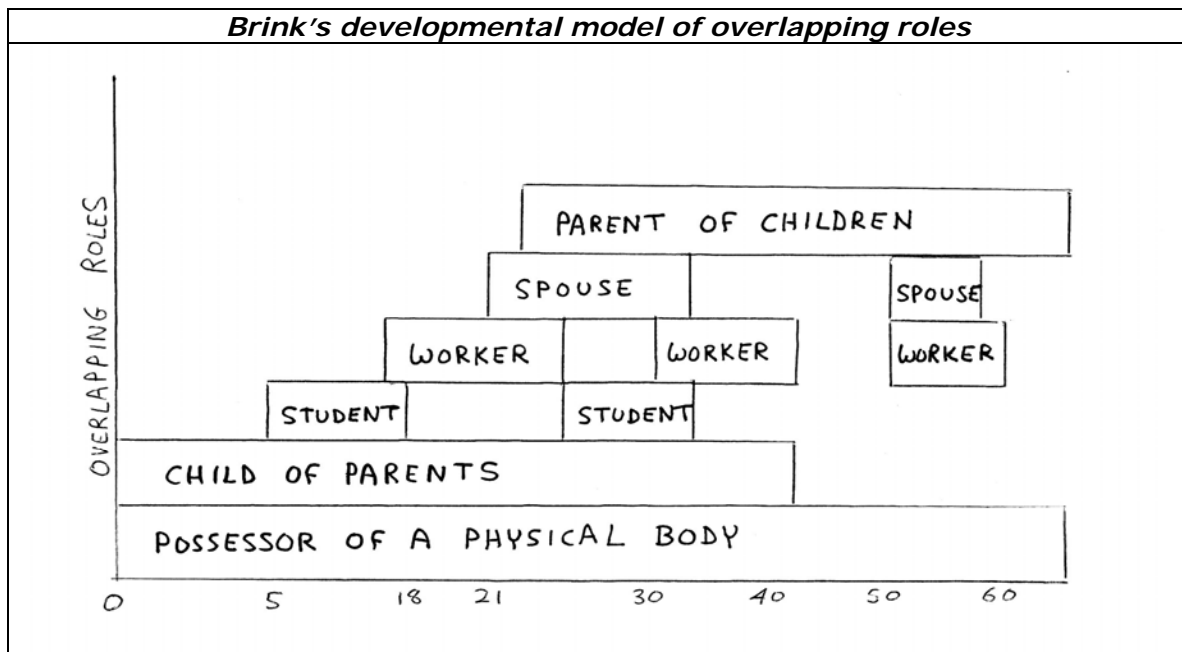 Brink's developmental model of overlapping roles
OVERLAPPING ROLES
PARENT OF CHILDREN
SPOUSE SPOUSE
WORKER WORKER WORKER
STUDENT STUDENT
CHILD OF PARENTS
POSSESSOR OF A PHYSICAL BODY
0 5 18 21 30 40 50 60